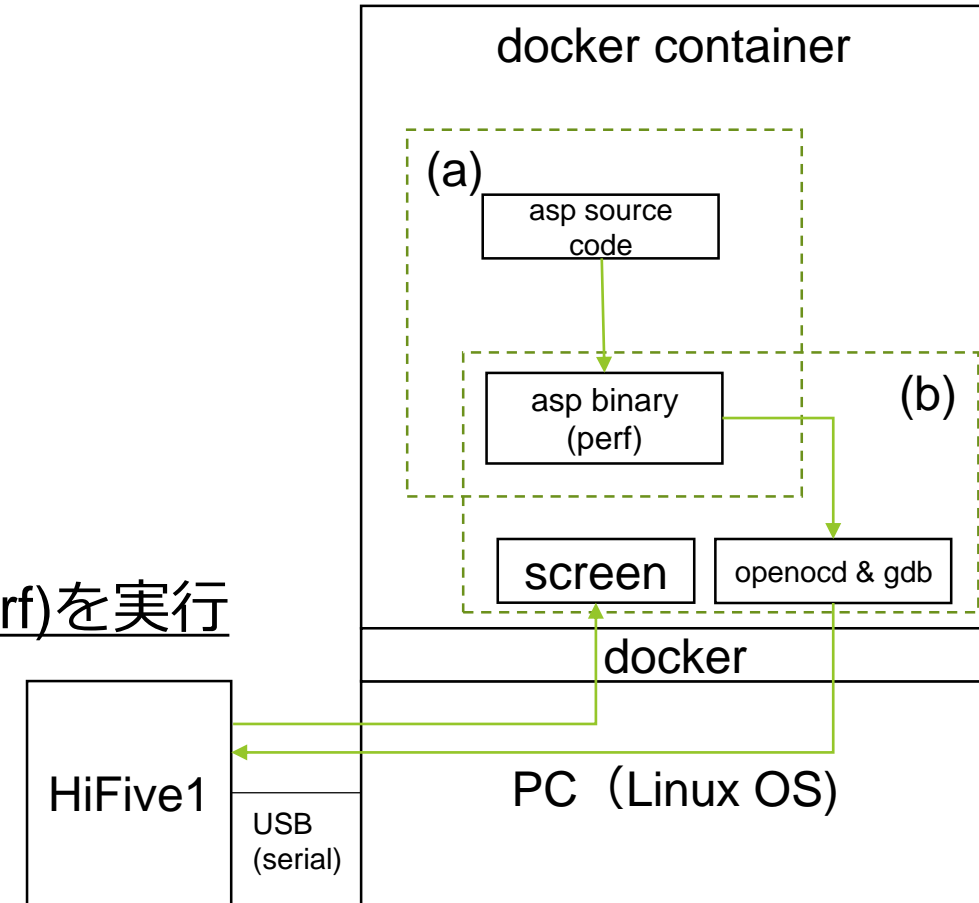 docker container
(a)
asp source
code
asp binary
(perf)
(b)
screen
openocd & gdb
rf)を実行
docker
HiFive1
USB
(serial)
PC（Linux OS)